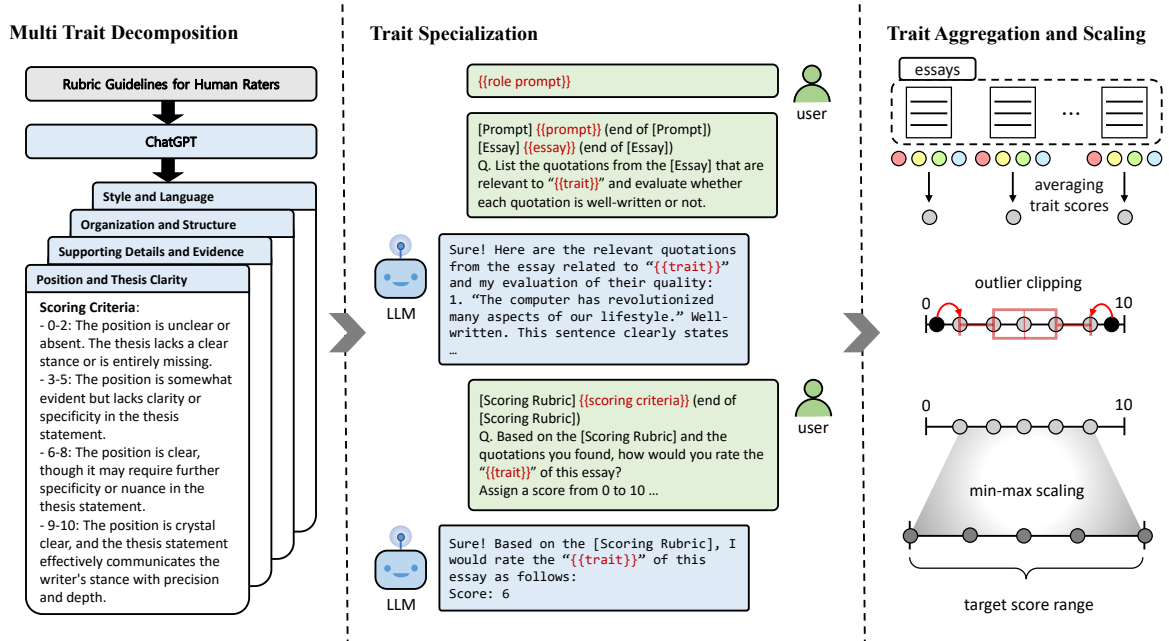 Multi Trait Decomposition
Rubric Guidelines for Human Raters
ChatGPT
Style and Language
Organization and Structure
Supporting Details and Evidence
Position and Thesis Clarity
Scoring Criteria:
- 0-2: The position is unclear or
absent. The thesis lacks a clear
stance or is entirely missing.
- 3-5: The position is somewhat
evident but lacks clarity or
specificity in the thesis
statement.
- 6-8: The position is clear,
though it may require further
specificity or nuance in the
thesis statement.
- 9-10: The position is crystal
clear, and the thesis statement
effectively communicates the
writer's stance with precision
and depth.
Trait Specialization
{{role prompt}}
user
[Prompt] {{prompt}} (end of [Prompt])
[Essay] {{essay}} (end of [Essay])
Q. List the quotations from the [Essay] that are
relevant to “{{trait}}” and evaluate whether
each quotation is well-written or not.
Sure! Here are the relevant quotations
from the essay related to “{{trait}}”
and my evaluation of their quality:
1. “The computer has revolutionized
many aspects of our lifestyle.” Well-
written. This sentence clearly states
…
LLM
[Scoring Rubric] {{scoring criteria}} (end of
[Scoring Rubric])
Q. Based on the [Scoring Rubric] and the
quotations you found, how would you rate the
“{{trait}}” of this essay?
Assign a score from 0 to 10 …
user
Sure! Based on the [Scoring Rubric], I
would rate the “{{trait}}” of this
essay as follows:
Score: 6
LLM
Trait Aggregation and Scaling
essays
…
averaging
trait scores
outlier clipping
0 10
0 10
min-max scaling
target score range